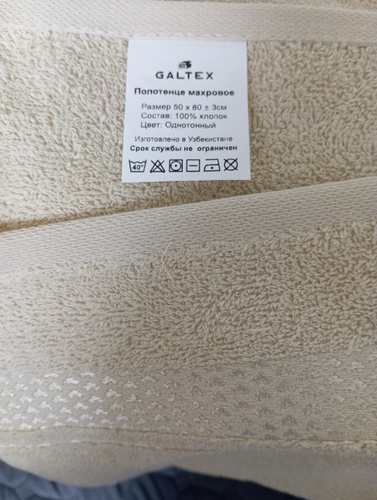 GALTEX
Полотенце махровое
Размер 50 x 80 ± 3см
Состав: 100% хлопок
Цвет: Однотонный
Изготовлено в Узбекистане
Срок службы не ограничен
40°